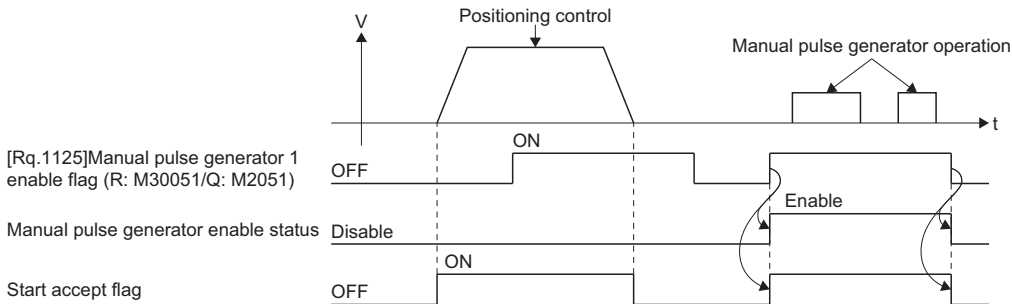 Positioning control
V
Manual pulse generator operation
t
ON
[Rq.1125]Manual pulse generator 1
enable flag (R: M30051/Q: M2051)
OFF
Enable
Manual pulse generator enable status
Disable
ON
Start accept flag
OFF